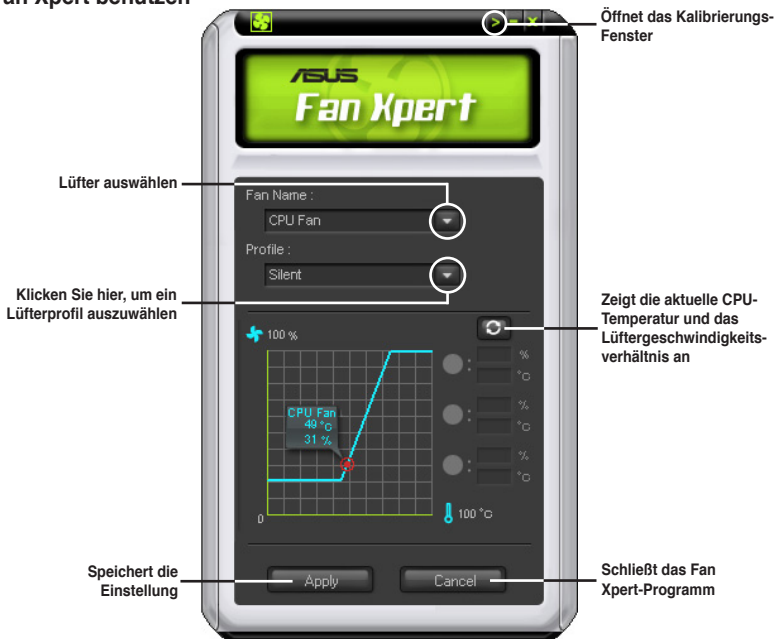 an Xpert benutzen
Öffnet das Kalibrierungs-
Fenster
ASUS
Fan Xpert
Lüfter auswählen
Fan Name :
CPU Fan
Profile :
Silent
Klicken Sie hier, um ein
Lüfterprofil auszuwählen
Zeigt die aktuelle CPU-
Temperatur und das
Lüftergeschwindigkeits-
verhältnis an
100 %
: %
°C
CPU Fan
49 °C
31 %
: %
°C
: %
°C
0
100 °C
Speichert die
Einstellung
Apply
Cancel
Schließt das Fan
Xpert-Programm